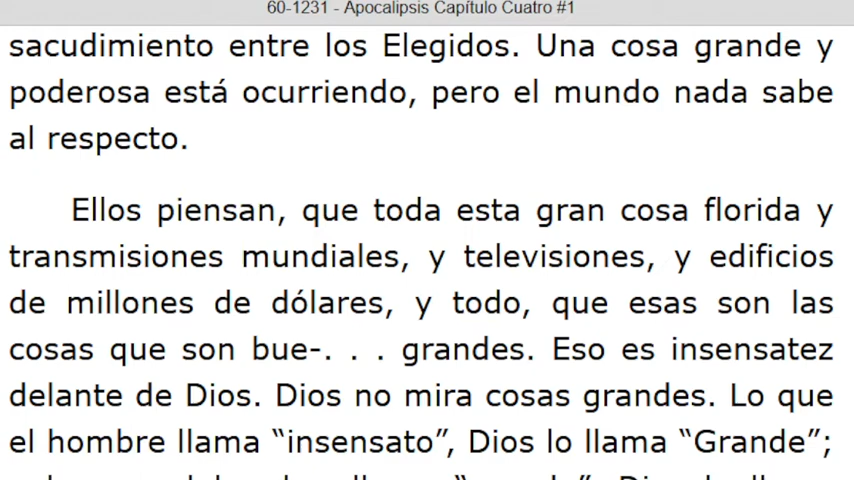 60-1231 - Apocalipsis Capítulo Cuatro #1
sacudimiento entre los Elegidos. Una cosa grande y
poderosa está ocurriendo, pero el mundo nada sabe
al respecto.
Ellos piensan, que toda esta gran cosa florida y
transmisiones mundiales, y televisiones, y edificios
de millones de dólares, y todo, que esas son las
cosas que son bue-. . . grandes. Eso es insensatez
delante de Dios. Dios no mira cosas grandes. Lo que
el hombre llama “insensato”, Dios lo llama “Grande”;